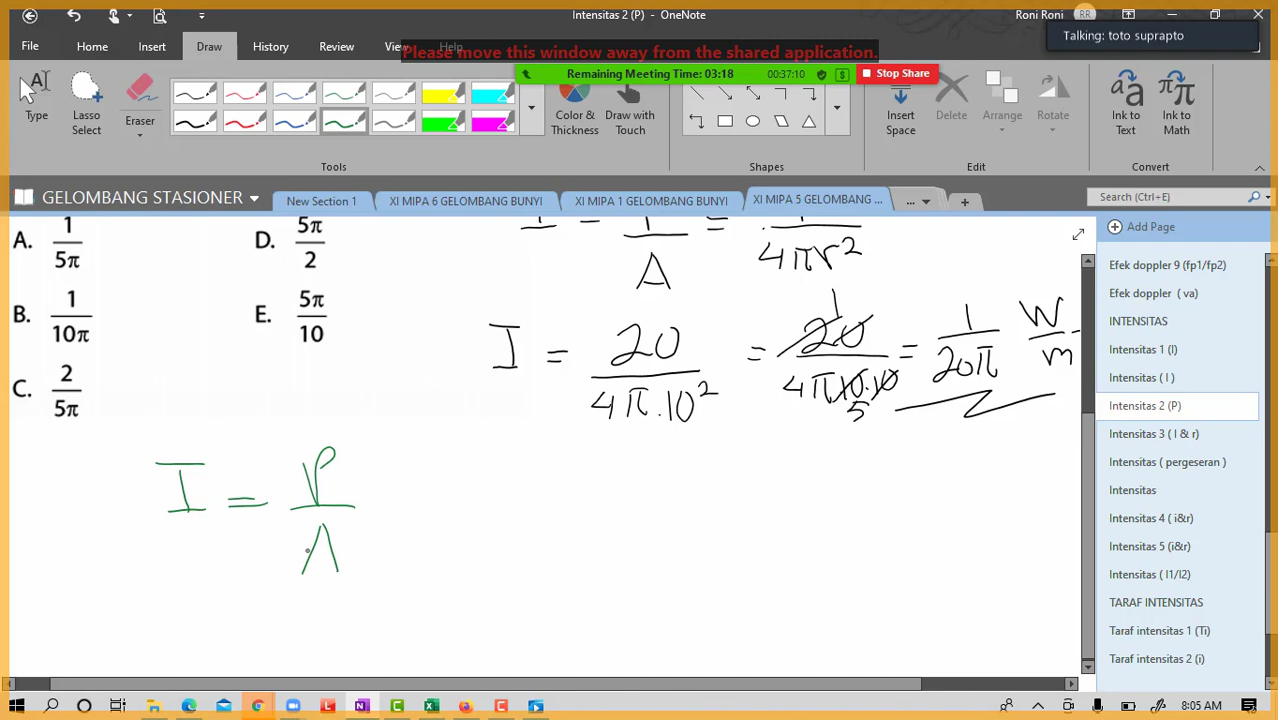 Intensitas 2 (P) - OneNote
Roni Roni RR
Talking: toto suprapto
File Home Insert Draw History Review View Help
Please move this window away from the shared application.
Remaining Meeting Time: 03:18 00:37:10 Stop Share
Type Lasso Select Eraser Color & Thickness Draw with Touch Insert Space Delete Arrange Rotate Ink to Text Ink to Math
Tools Shapes Edit Convert
GELOMBANG STASIONER New Section 1 XI MIPA 6 GELOMBANG BUNYI XI MIPA 1 GELOMBANG BUNYI XI MIPA 5 GELOMBANG ... ... Search (Ctrl+E)
A. 1/5π D. 5π/2
B. 1/10π E. 5π/10
C. 2/5π
= /A = /4πr²
I = 20/4π.10² = 20/4π10.10 = 1/20π W/m
1
5
I = P/A
Add Page
Efek doppler 9 (fp1/fp2)
Efek doppler ( va)
INTENSITAS
Intensitas 1 (I)
Intensitas ( I )
Intensitas 2 (P)
Intensitas 3 ( I & r)
Intensitas ( pergeseran )
Intensitas
Intensitas 4 ( i&r)
Intensitas 5 (i&r)
Intensitas ( I1/I2)
TARAF INTENSITAS
Taraf intensitas 1 (Ti)
Taraf intensitas 2 (i)
8:05 AM